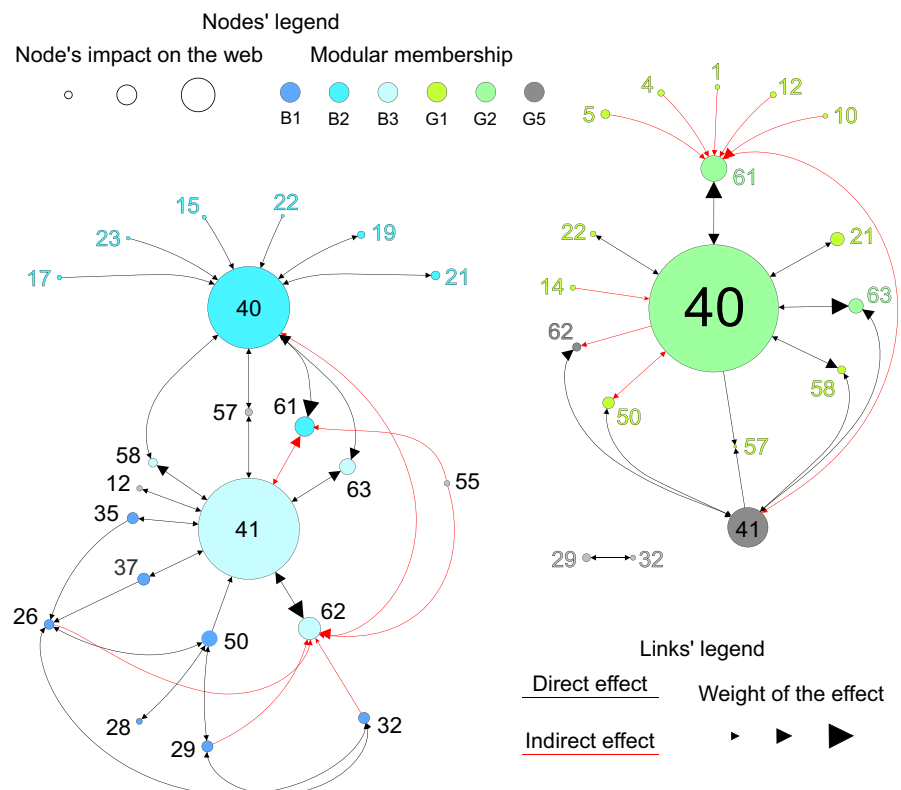 Nodes' legend
Node's impact on the web
Modular membership
B1 B2 B3 G1 G2 G5
15 22
23 19
17 21
40
57 61
58 63
12 55
35 41
37
26 50 62
28
29 32
1
4 12
5 10
61
22 21
14 40 63
62 58
50 57
41
29 32
Links' legend
Direct effect
Weight of the effect
Indirect effect